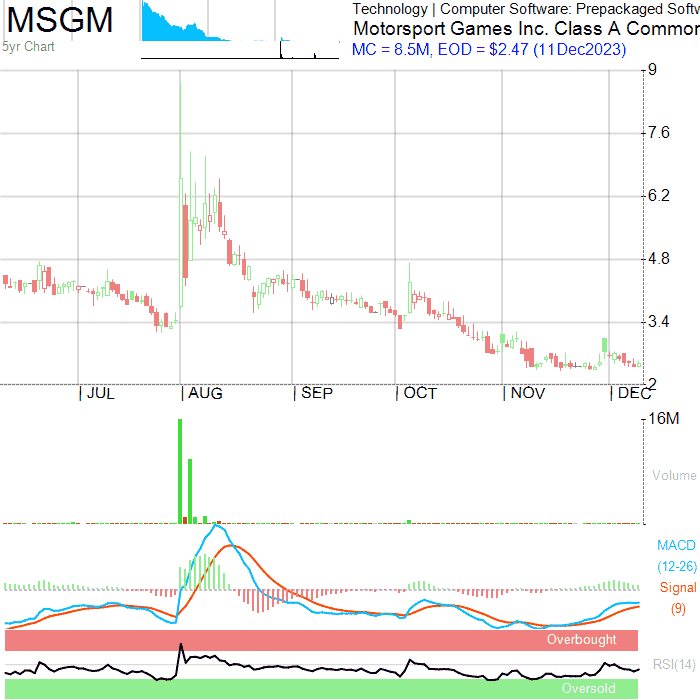 MSGM
5yr Chart
Technology | Computer Software: Prepackaged Softw
Motorsport Games Inc. Class A Common
MC = 8.5M, EOD = $2.47 (11Dec2023)
9
7.6
6.2
4.8
3.4
2
| JUL | AUG | SEP | OCT | NOV | DEC
16M
Volume
MACD
(12-26)
Signal
(9)
Overbought
RSI(14)
Oversold